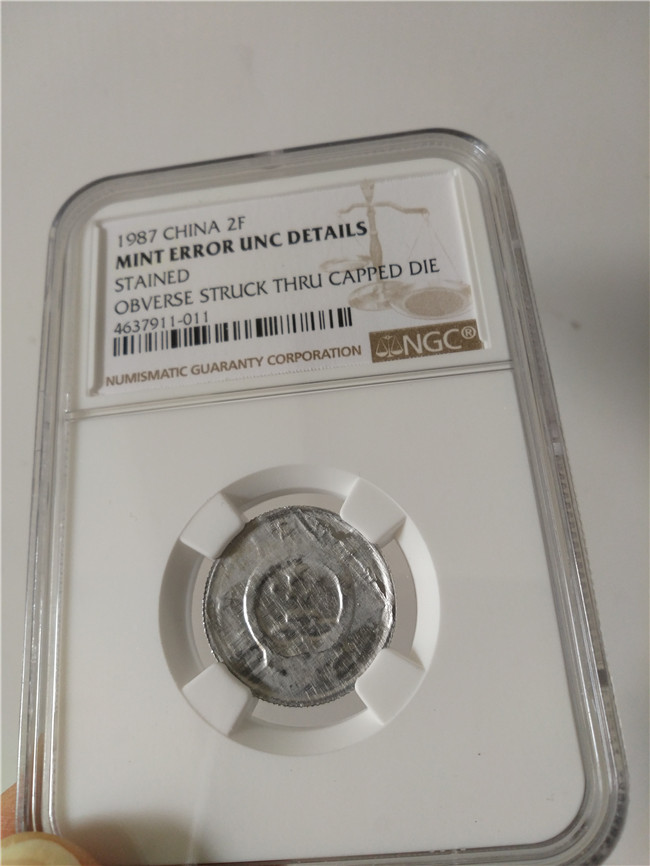 1987 CHINA 2F
MINT ERROR UNC DETAILS
STAINED
OBVERSE STRUCK THRU CAPPED DIE
4637911-011
NUMISMATIC GUARANTY CORPORATION
NGC®